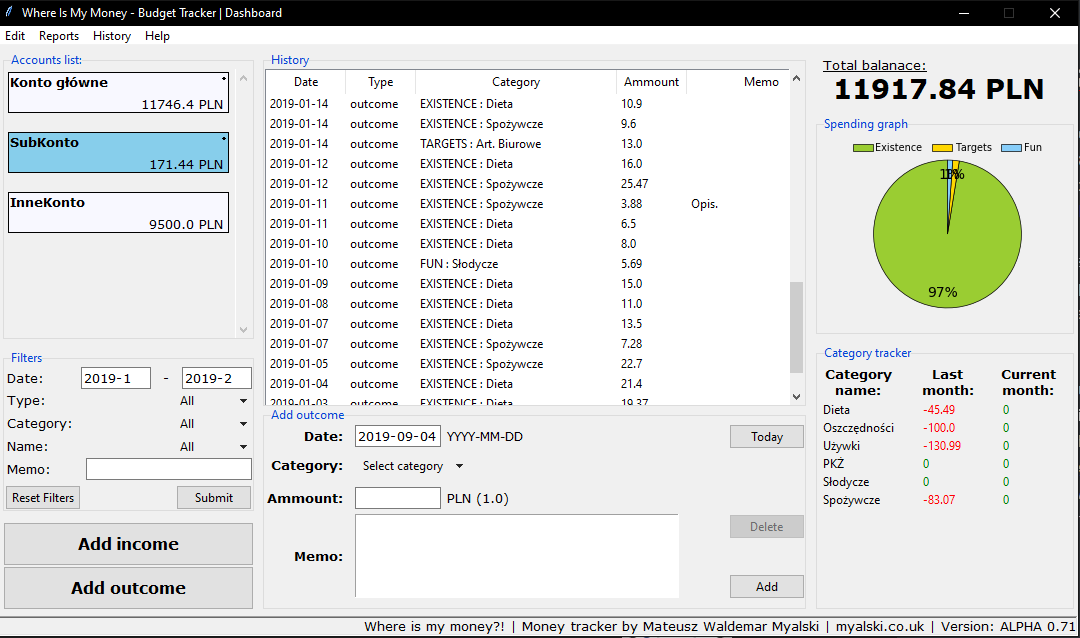 Where Is My Money - Budget Tracker | Dashboard
Edit Reports History Help
Accounts list:
Konto główne
11746.4 PLN
SubKonto
171.44 PLN
InneKonto
9500.0 PLN
Filters
Date: 2019-1 - 2019-2
Type: All
Category: All
Name: All
Memo:
Reset Filters Submit
Add income
Add outcome
History
Date Type Category Ammount Memo
2019-01-14 outcome EXISTENCE : Dieta 10.9
2019-01-14 outcome EXISTENCE : Spożywcze 9.6
2019-01-14 outcome TARGETS : Art. Biurowe 13.0
2019-01-12 outcome EXISTENCE : Dieta 16.0
2019-01-12 outcome EXISTENCE : Spożywcze 25.47
2019-01-11 outcome EXISTENCE : Spożywcze 3.88 Opis.
2019-01-11 outcome EXISTENCE : Dieta 6.5
2019-01-10 outcome EXISTENCE : Dieta 8.0
2019-01-10 outcome FUN : Słodycze 5.69
2019-01-09 outcome EXISTENCE : Dieta 15.0
2019-01-08 outcome EXISTENCE : Dieta 11.0
2019-01-07 outcome EXISTENCE : Dieta 13.5
2019-01-07 outcome EXISTENCE : Spożywcze 7.28
2019-01-05 outcome EXISTENCE : Spożywcze 22.7
2019-01-04 outcome EXISTENCE : Dieta 21.4
2019-01-03 outcome EXISTENCE : Dieta 19.37
Add outcome
Date: 2019-09-04 YYYY-MM-DD Today
Category: Select category
Ammount: PLN (1.0)
Memo:
Delete
Add
Total balanace:
11917.84 PLN
Spending graph
Existence Targets Fun
1%
97%
Category tracker
Category name: Last month: Current month:
Dieta -45.49 0
Oszczędności -100.0 0
Używki -130.99 0
PKŻ 0 0
Słodycze 0 0
Spożywcze -83.07 0
Where is my money?! | Money tracker by Mateusz Waldemar Myalski | myalski.co.uk | Version: ALPHA 0.71